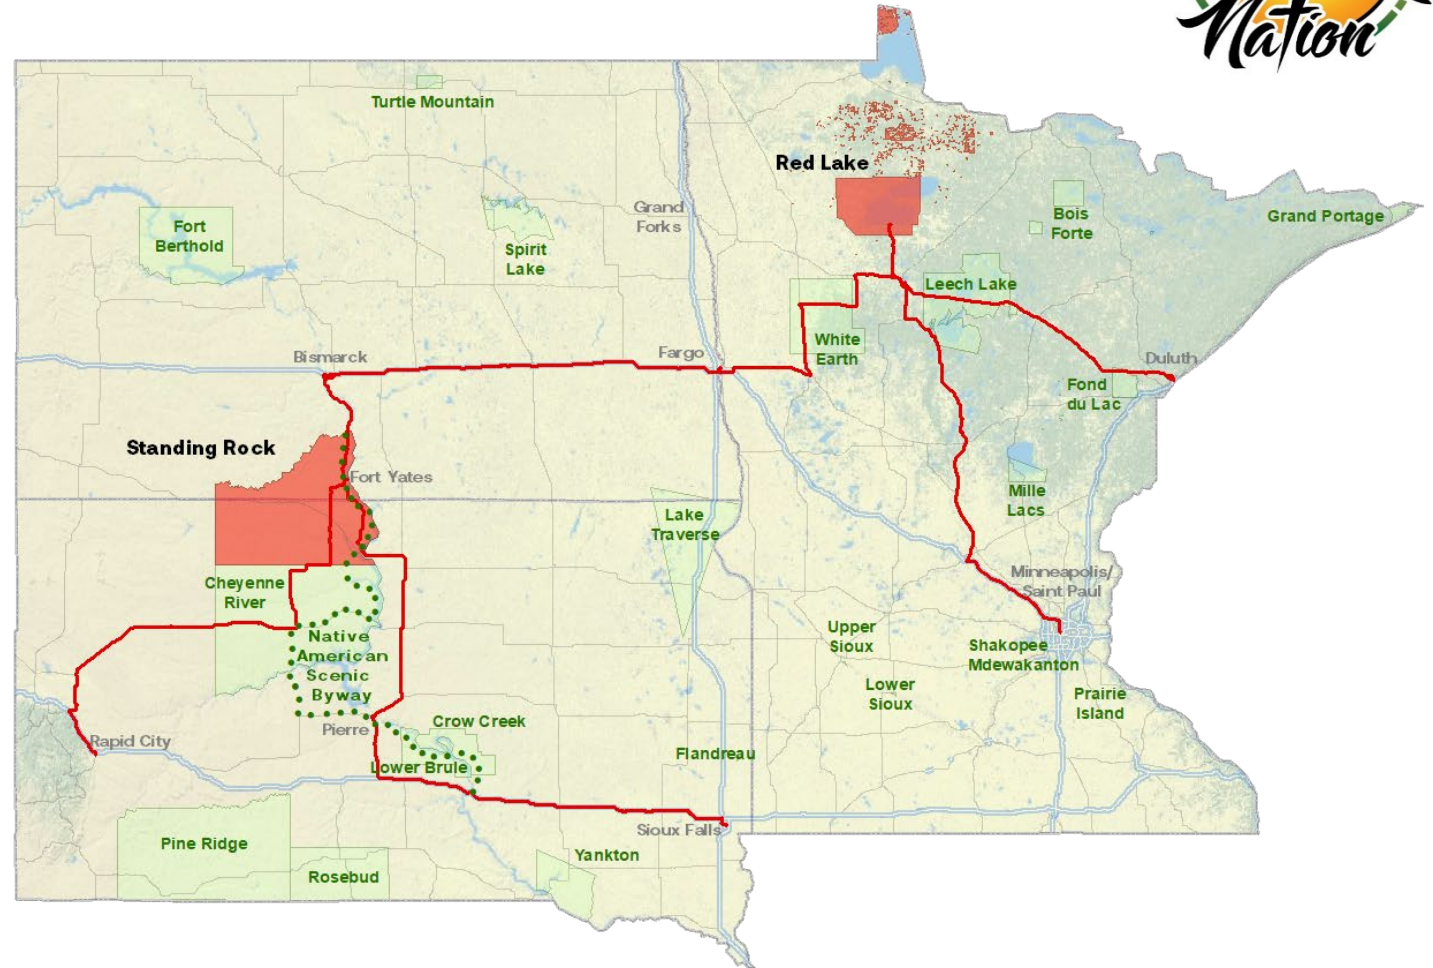 Nation
Turtle Mountain
Red Lake
Grand
Forks
Bois
Forte
Grand Portage
Fort
Berthold
Spirit
Lake
Leech Lake
White
Earth
Bismarck
Fargo
Duluth
Fond
du Lac
Standing Rock
Fort Yates
Mille
Lacs
Lake
Traverse
Minneapolis/
Saint Paul
Cheyenne
River
Native
American
Scenic
Byway
Upper
Sioux
Shakopee
Mdewakanton
Lower
Sioux
Prairie
Island
Crow Creek
Pierre
Rapid City
Flandreau
Lower Brule
Sioux Falls
Pine Ridge
Yankton
Rosebud